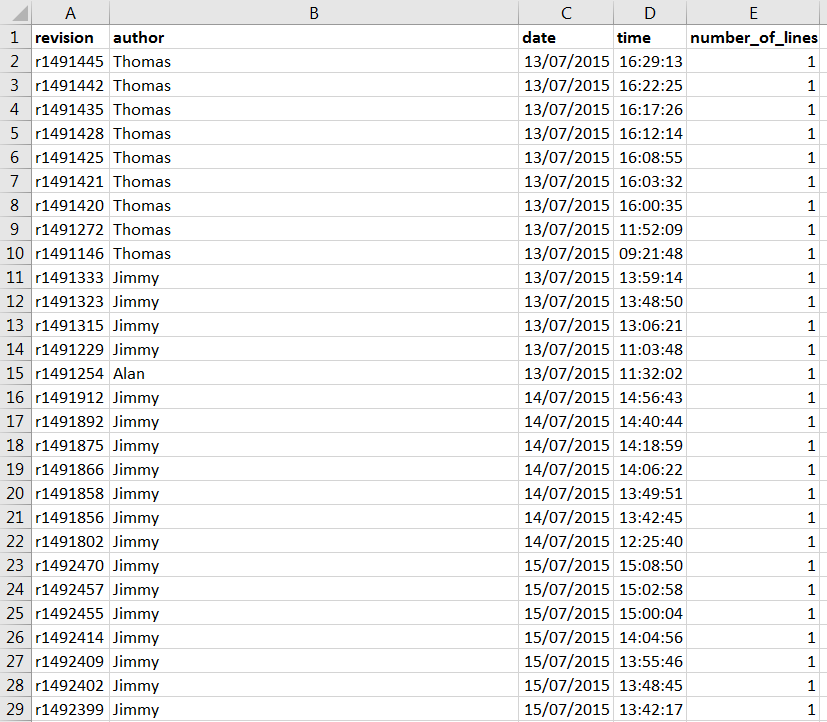 A B C D E
1 revision author date time number_of_lines
2 r1491445 Thomas 13/07/2015 16:29:13 1
3 r1491442 Thomas 13/07/2015 16:22:25 1
4 r1491435 Thomas 13/07/2015 16:17:26 1
5 r1491428 Thomas 13/07/2015 16:12:14 1
6 r1491425 Thomas 13/07/2015 16:08:55 1
7 r1491421 Thomas 13/07/2015 16:03:32 1
8 r1491420 Thomas 13/07/2015 16:00:35 1
9 r1491272 Thomas 13/07/2015 11:52:09 1
10 r1491146 Thomas 13/07/2015 09:21:48 1
11 r1491333 Jimmy 13/07/2015 13:59:14 1
12 r1491323 Jimmy 13/07/2015 13:48:50 1
13 r1491315 Jimmy 13/07/2015 13:06:21 1
14 r1491229 Jimmy 13/07/2015 11:03:48 1
15 r1491254 Alan 13/07/2015 11:32:02 1
16 r1491912 Jimmy 14/07/2015 14:56:43 1
17 r1491892 Jimmy 14/07/2015 14:40:44 1
18 r1491875 Jimmy 14/07/2015 14:18:59 1
19 r1491866 Jimmy 14/07/2015 14:06:22 1
20 r1491858 Jimmy 14/07/2015 13:49:51 1
21 r1491856 Jimmy 14/07/2015 13:42:45 1
22 r1491802 Jimmy 14/07/2015 12:25:40 1
23 r1492470 Jimmy 15/07/2015 15:08:50 1
24 r1492457 Jimmy 15/07/2015 15:02:58 1
25 r1492455 Jimmy 15/07/2015 15:00:04 1
26 r1492414 Jimmy 15/07/2015 14:04:56 1
27 r1492409 Jimmy 15/07/2015 13:55:46 1
28 r1492402 Jimmy 15/07/2015 13:48:45 1
29 r1492399 Jimmy 15/07/2015 13:42:17 1